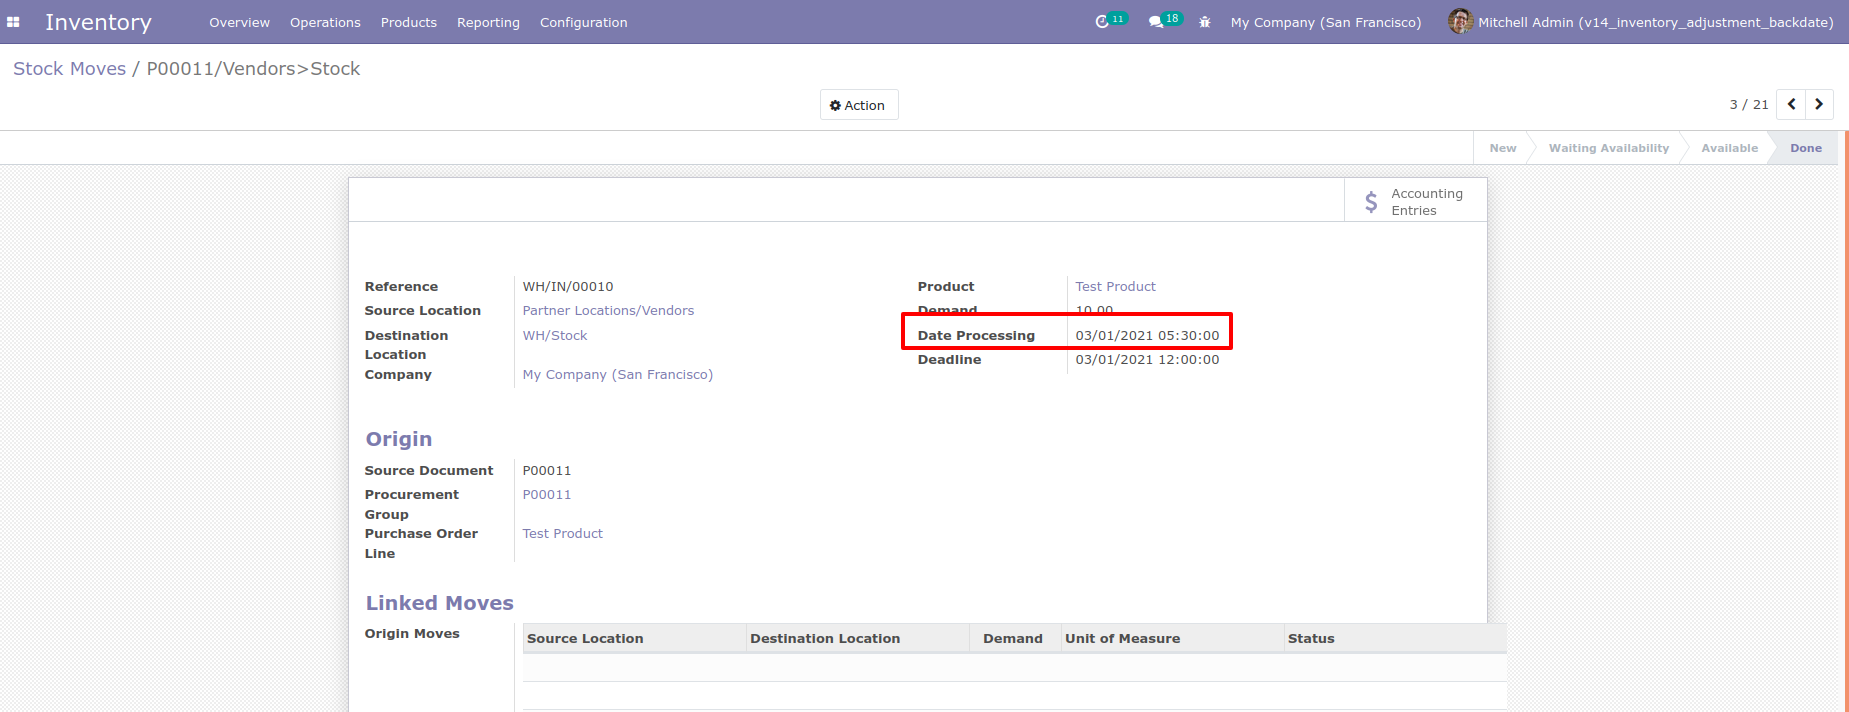 Inventory Overview Operations Products Reporting Configuration 11 18 My Company (San Francisco) Mitchell Admin (v14_inventory_adjustment_backdate)
Stock Moves / P00011/Vendors>Stock
Action 3 / 21
New Waiting Availability Available Done
$ Accounting
Entries
Reference WH/IN/00010
Source Location Partner Locations/Vendors
Destination
Location WH/Stock
Company My Company (San Francisco)
Product Test Product
Demand 10.00
Date Processing 03/01/2021 05:30:00
Deadline 03/01/2021 12:00:00
Origin
Source Document P00011
Procurement
Group P00011
Purchase Order
Line Test Product
Linked Moves
Origin Moves
Source Location Destination Location Demand Unit of Measure Status